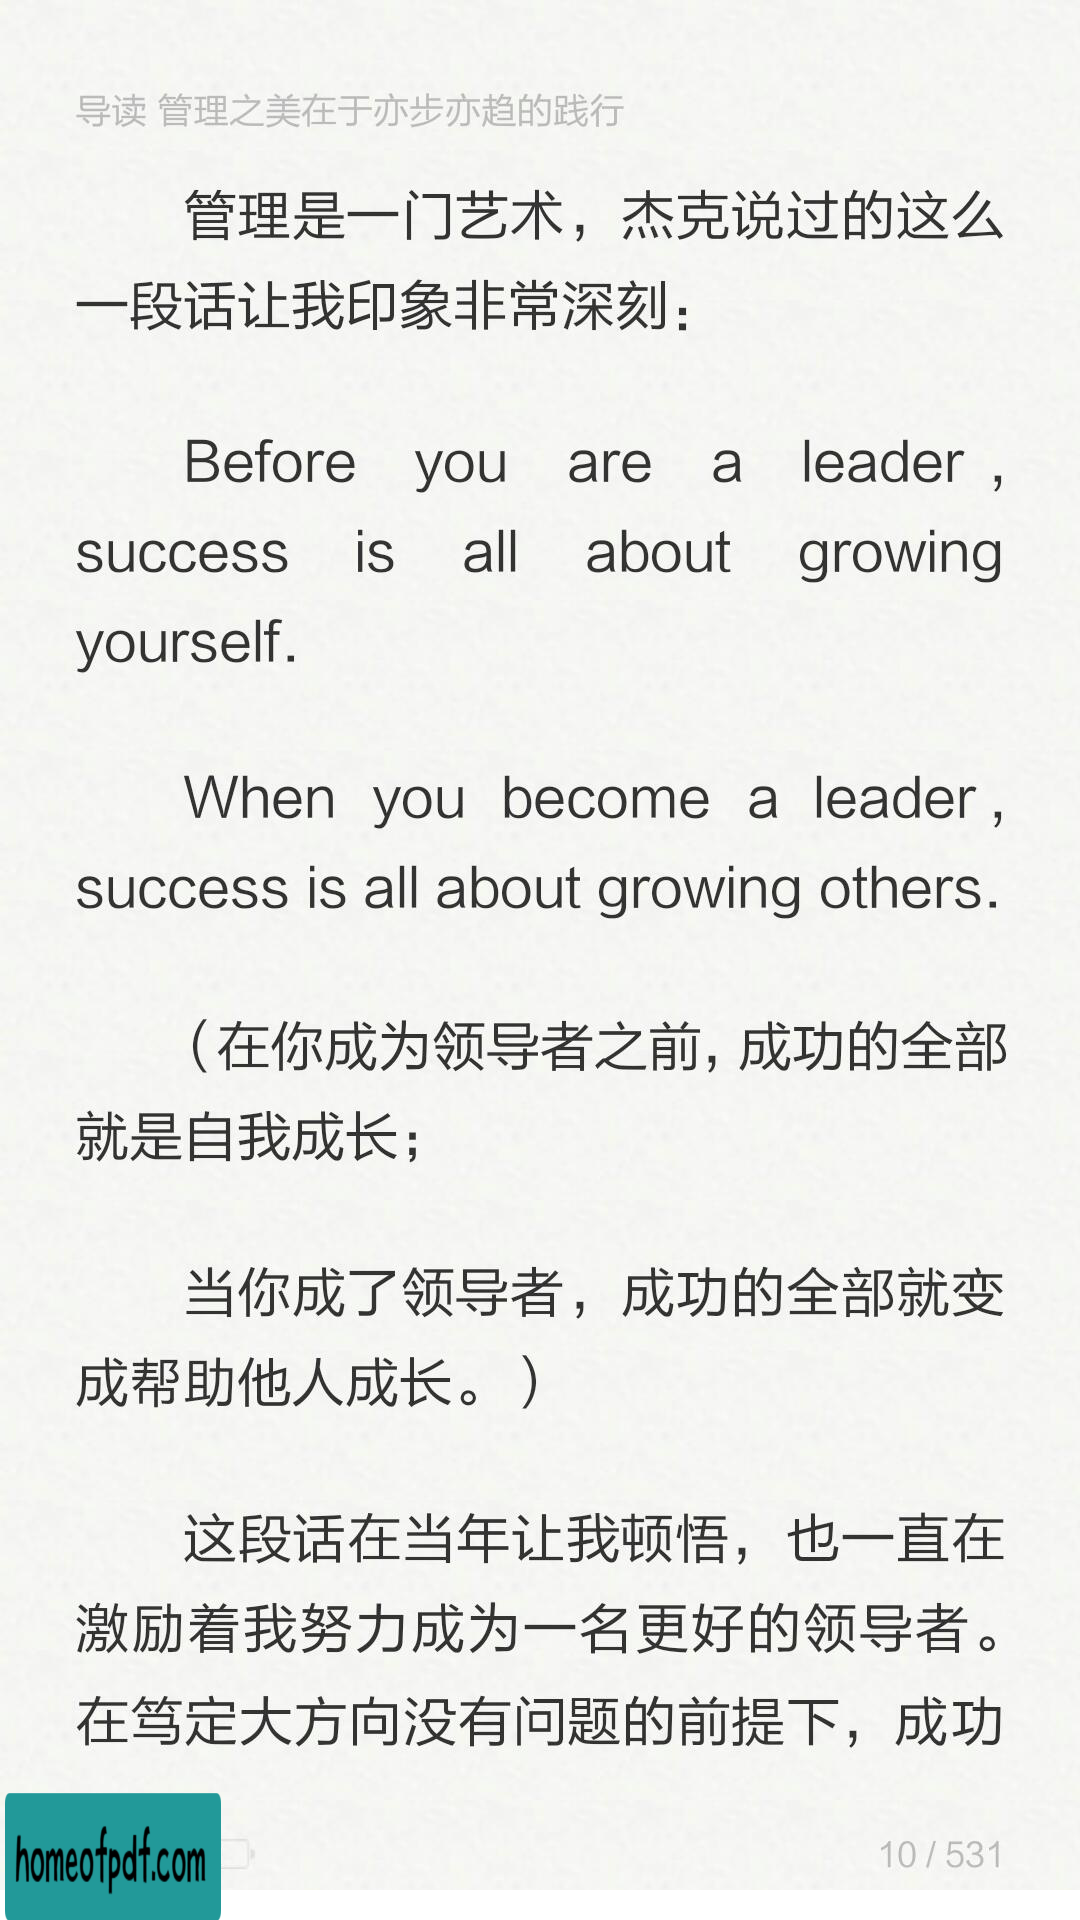 导读 管理之美在于亦步亦趋的践行
管理是一门艺术，杰克说过的这么
一段话让我印象非常深刻：
Before you are a leader，
success is all about growing
yourself.
When you become a leader，
success is all about growing others.
（在你成为领导者之前，成功的全部
就是自我成长；
当你成了领导者，成功的全部就变
成帮助他人成长。）
这段话在当年让我顿悟，也一直在
激励着我努力成为一名更好的领导者。
在笃定大方向没有问题的前提下，成功
homeofpdf.com
10 / 531